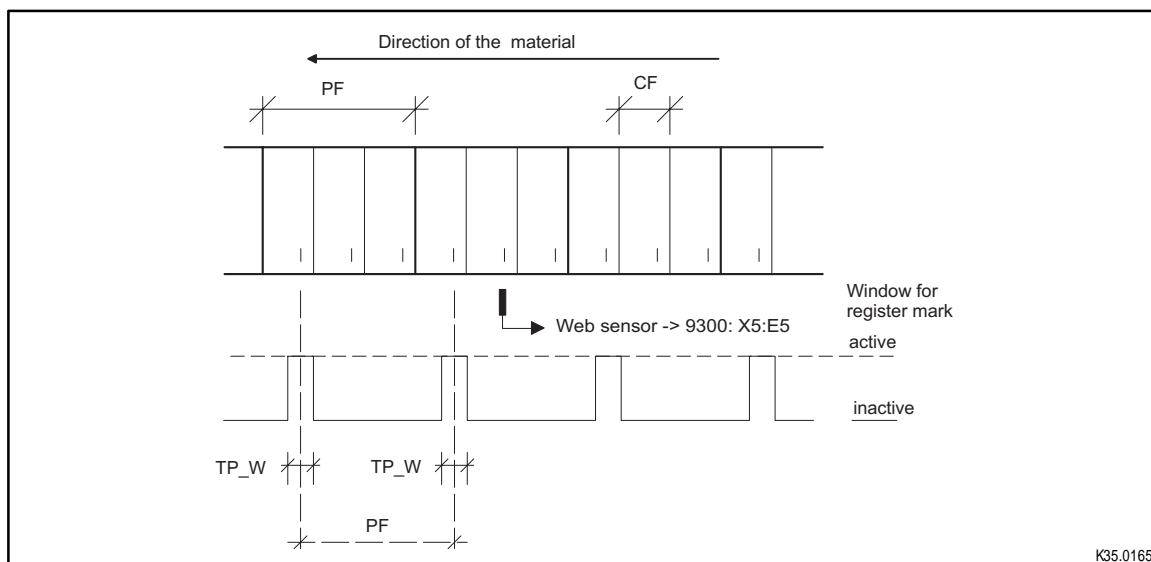 Direction of the material
PF
CF
Window for
register mark
Web sensor -> 9300: X5:E5
active
inactive
TP_W
TP_W
PF
K35.0165